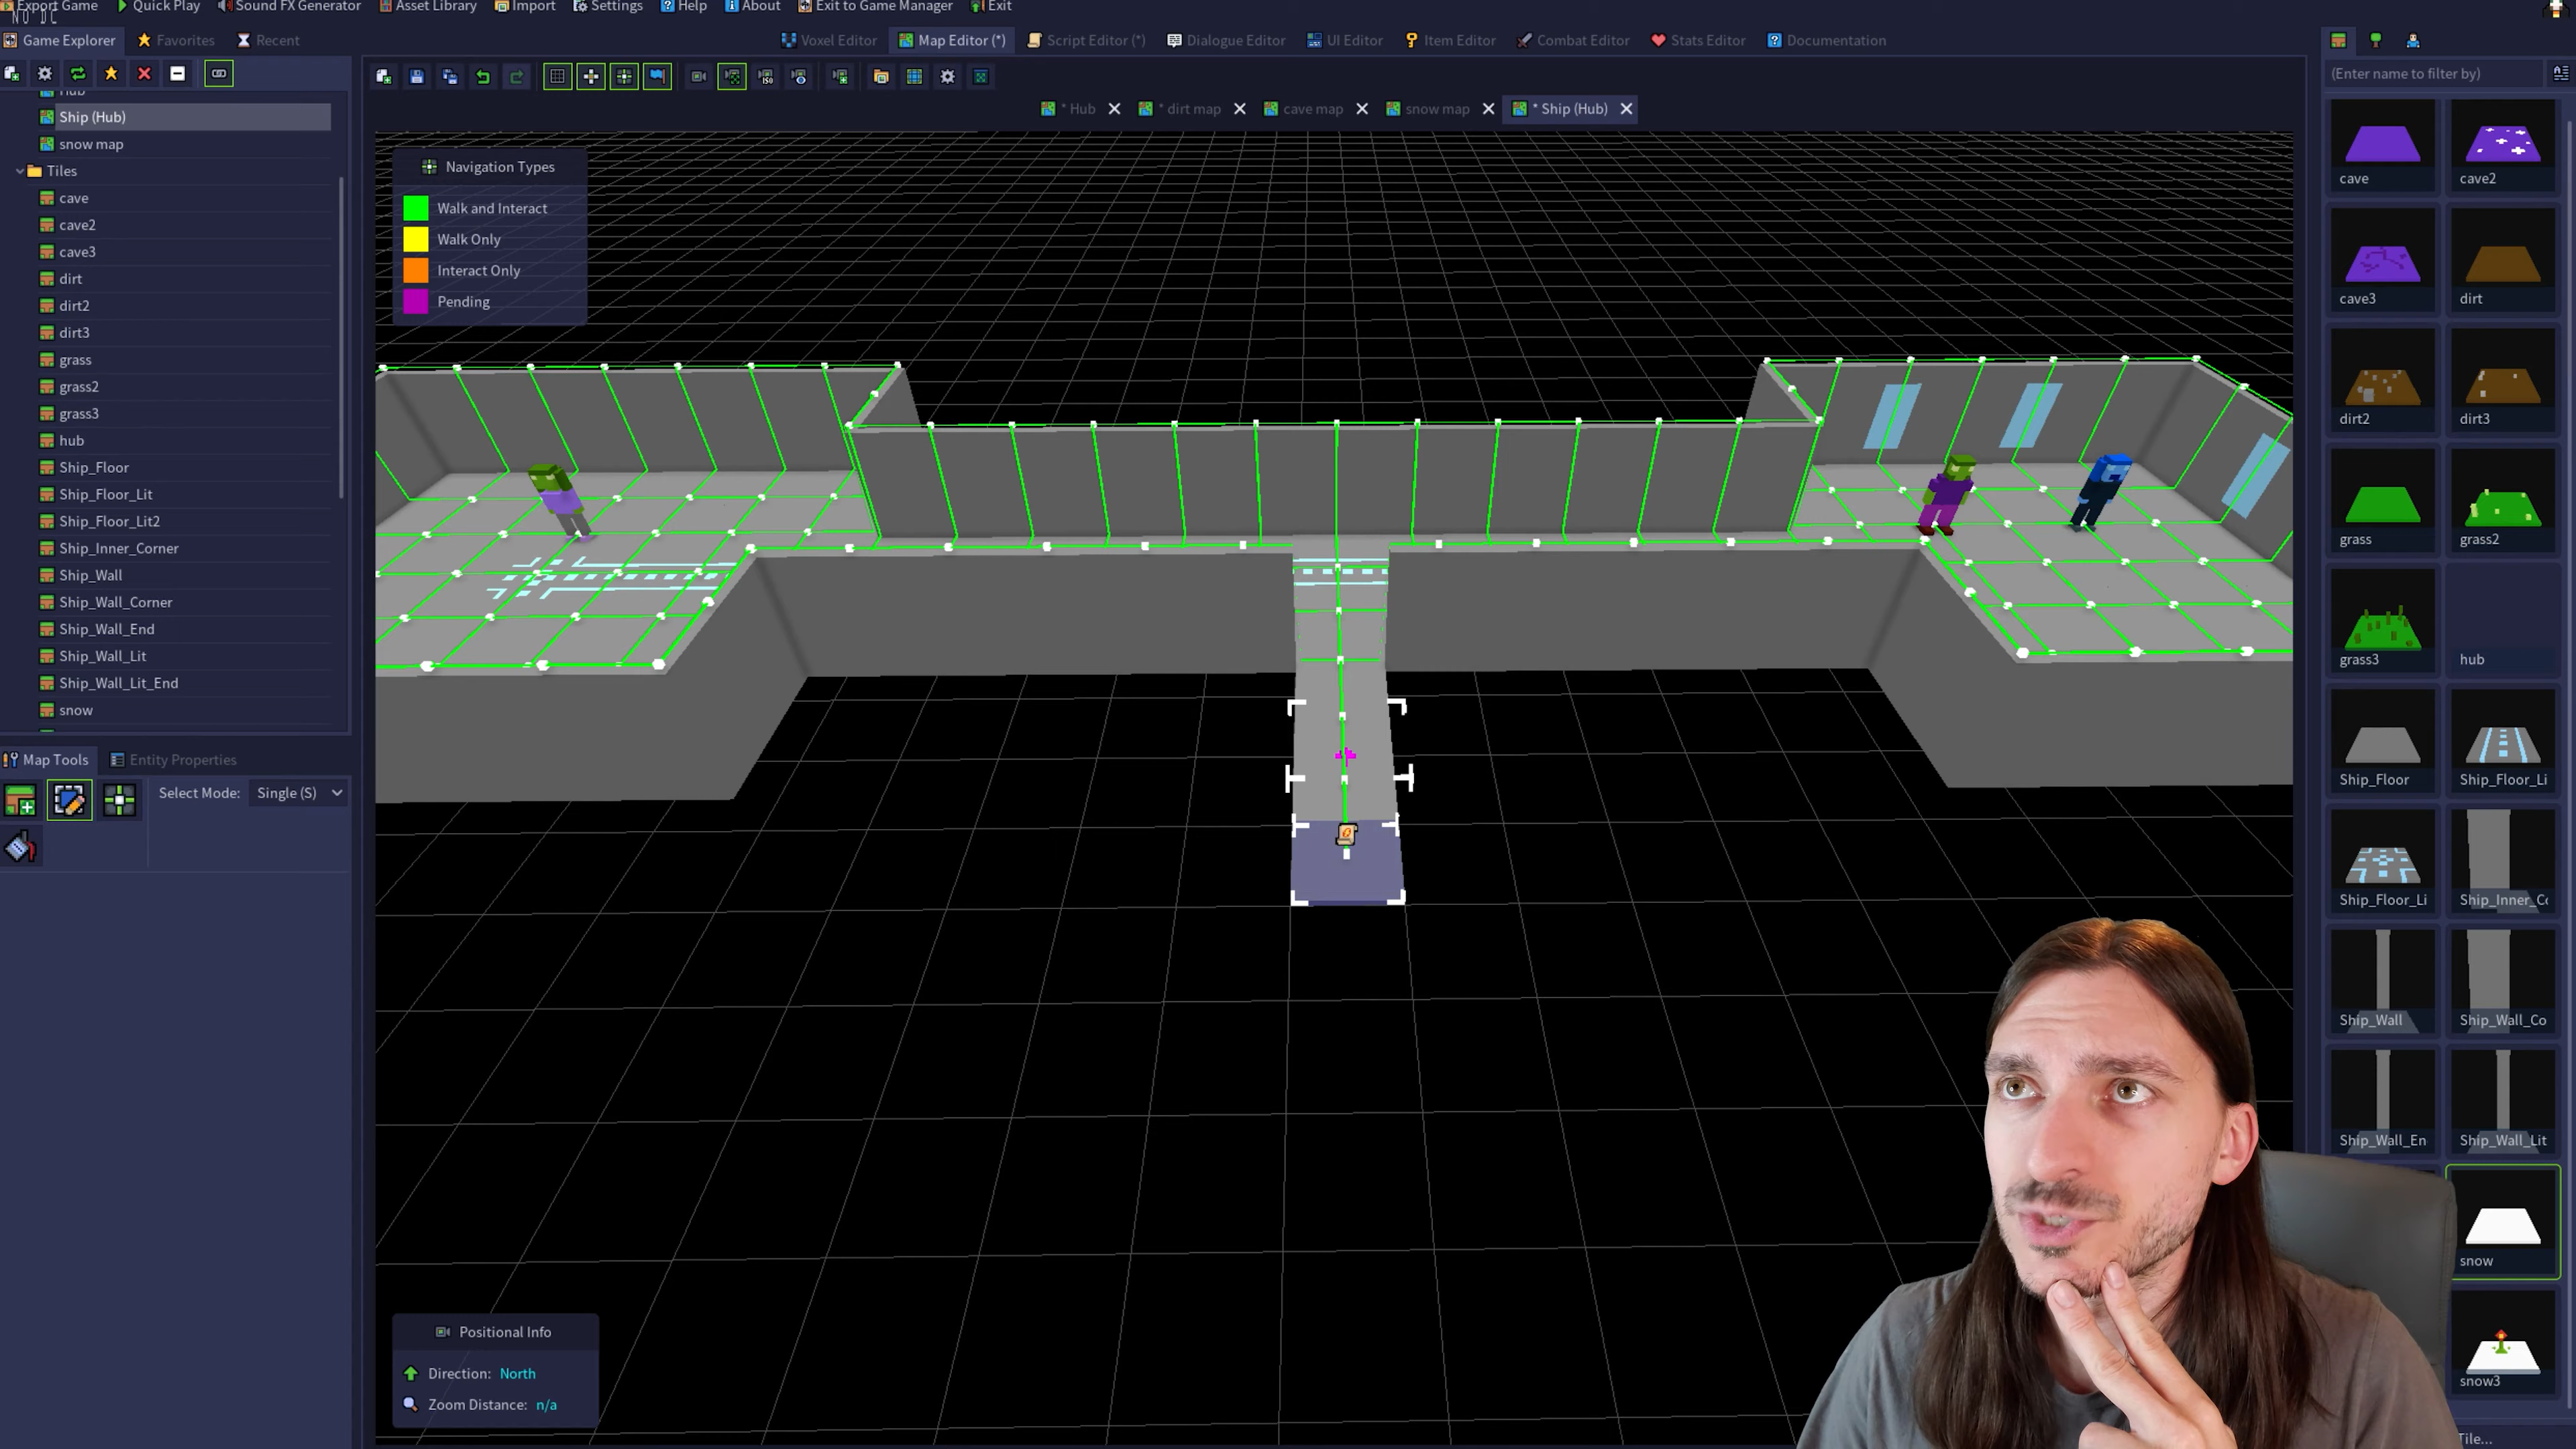 Export Game Quick Play Sound FX Generator Asset Library Import Settings Help About Exit to Game Manager Exit
Game Explorer Favorites Recent
Voxel Editor Map Editor (*) Script Editor (*) Dialogue Editor UI Editor Item Editor Combat Editor Stats Editor Documentation
(Enter name to filter by)
* Hub * dirt map cave map snow map * Ship (Hub)
Hub
Ship (Hub)
snow map
Tiles
cave
cave2
cave3
dirt
dirt2
dirt3
grass
grass2
grass3
hub
Ship_Floor
Ship_Floor_Lit
Ship_Floor_Lit2
Ship_Inner_Corner
Ship_Wall
Ship_Wall_Corner
Ship_Wall_End
Ship_Wall_Lit
Ship_Wall_Lit_End
snow
Map Tools Entity Properties
Select Mode: Single (S)
Navigation Types
Walk and Interact
Walk Only
Interact Only
Pending
Positional Info
Direction: North
Zoom Distance: n/a
cave cave2
cave3 dirt
dirt2 dirt3
grass grass2
grass3 hub
Ship_Floor Ship_Floor_Li
Ship_Floor_Li Ship_Inner_Co
Ship_Wall Ship_Wall_Co
Ship_Wall_En Ship_Wall_Lit
snow
snow3
Tile...